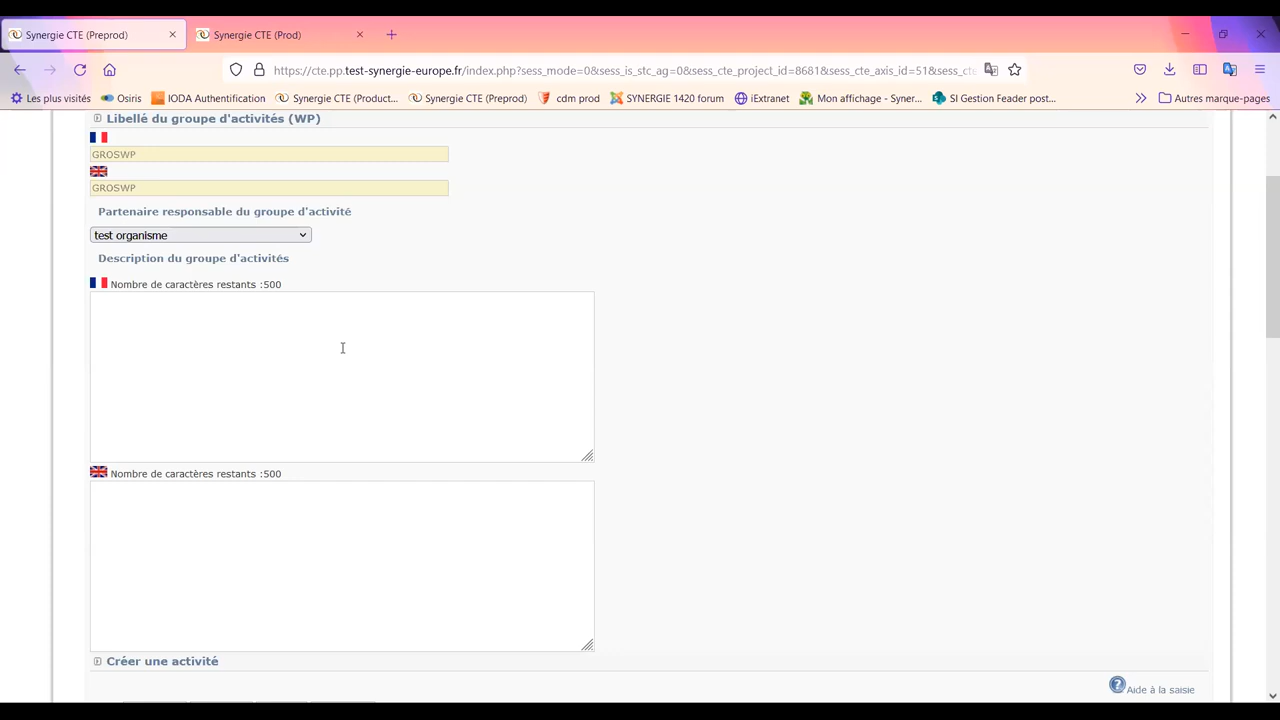 Synergie CTE (Preprod)
Synergie CTE (Prod)
https://cte.pp.test-synergie-europe.fr/index.php?sess_mode=0&sess_is_stc_ag=0&sess_cte_project_id=8681&sess_cte_axis_id=51&sess_cte
Les plus visités
Osiris
IODA Authentification
Synergie CTE (Product...
Synergie CTE (Preprod)
cdm prod
SYNERGIE 1420 forum
iExtranet
Mon affichage - Syner...
SI Gestion Feader post...
Autres marque-pages
Libellé du groupe d'activités (WP)
GROSWP
GROSWP
Partenaire responsable du groupe d'activité
test organisme
Description du groupe d'activités
Nombre de caractères restants :500
Nombre de caractères restants :500
Créer une activité
Aide à la saisie